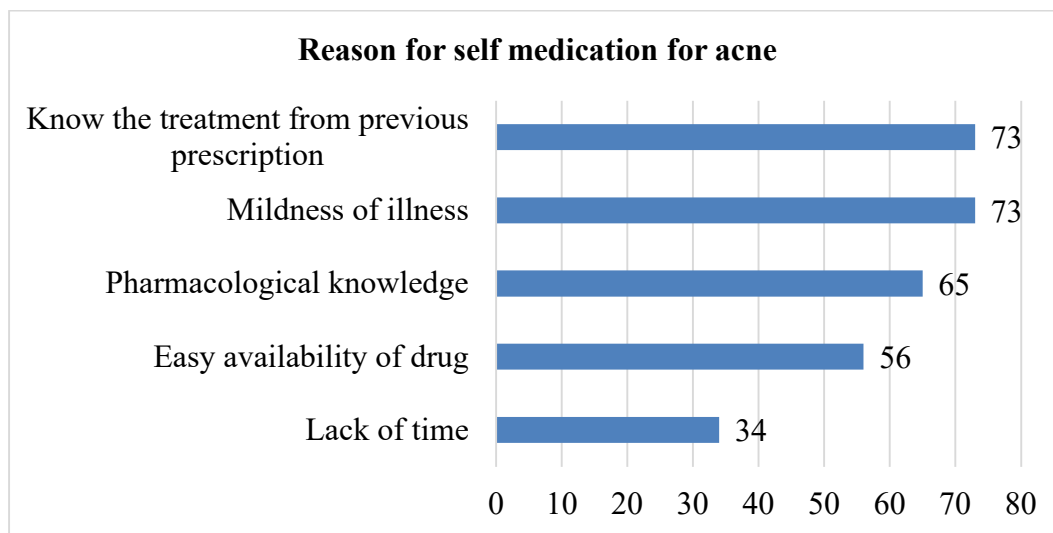 Reason for self medication for acne
Know the treatment from previous
prescription
73
Mildness of illness
73
Pharmacological knowledge
65
Easy availability of drug
56
Lack of time
34
0 10 20 30 40 50 60 70 80